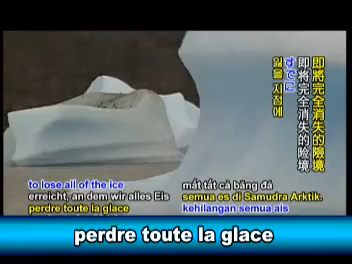 即將完全消失的險境
即将完全消失的险境
すでに
잃을 지점에
to lose all of the ice
erreicht, an dem wir alles Eis
perdre toute la glace
mất tất cả băng đá
semua es di Samudra Arktik.
kehilangan semua ais
perdre toute la glace